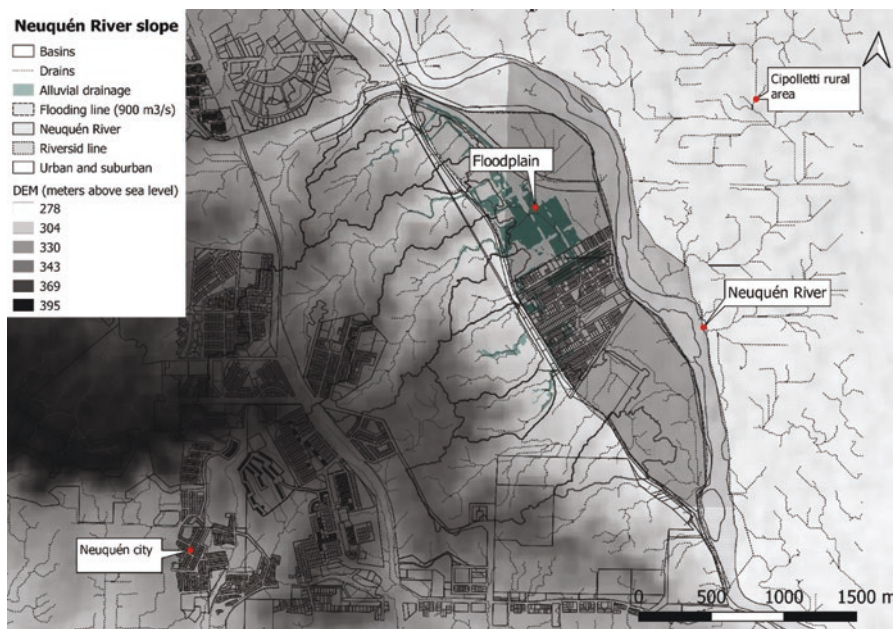 Neuquén River slope
Basins
Drains
Alluvial drainage
Flooding line (900 m3/s)
Neuquén River
Riversid line
Urban and suburban
DEM (meters above sea level)
278
304
330
343
369
395
Cipolletti rural
area
Floodplain
Neuquén River
Neuquén city
0 500 1000 1500 m